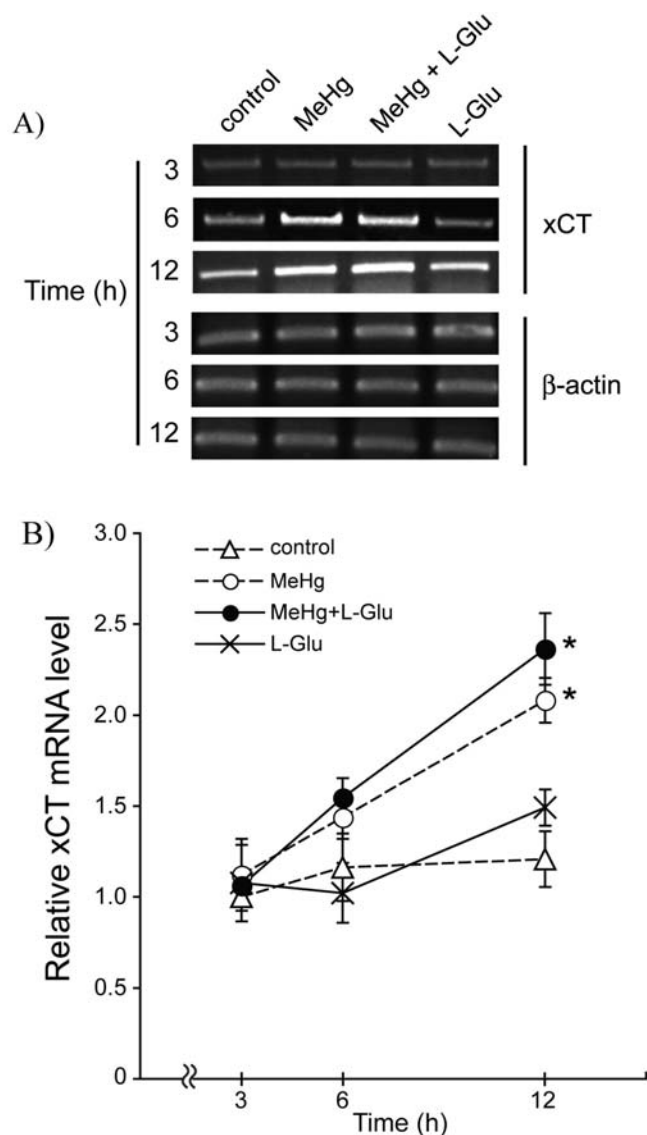 A)
control MeHg MeHg + L-Glu L-Glu
3
6
xCT
12
Time (h)
3
6
β-actin
12
B)
3.0
control
MeHg
2.5
MeHg+L-Glu
*
L-Glu
*
2.0
1.5
1.0
0.5
0
Relative xCT mRNA level
3 6 12
Time (h)